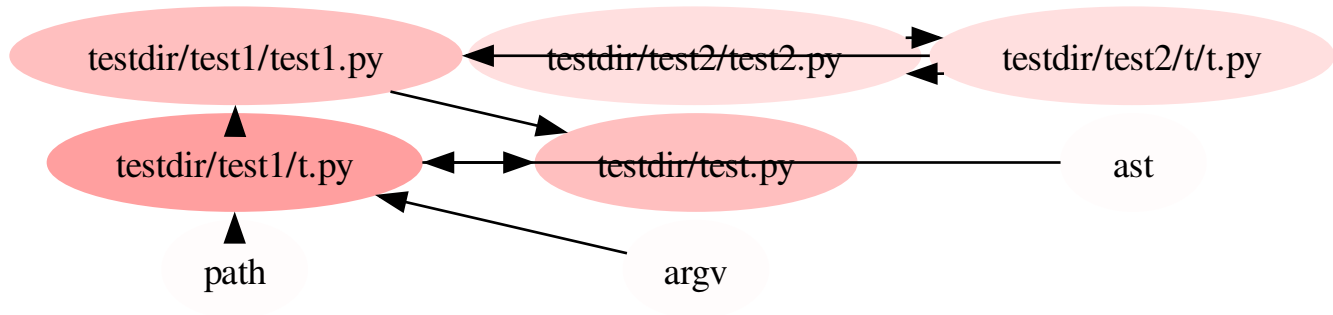 testdir/test1/test1.py
testdir/test2/test2.py
testdir/test2/t/t.py
testdir/test1/t.py
testdir/test.py
ast
path
argv